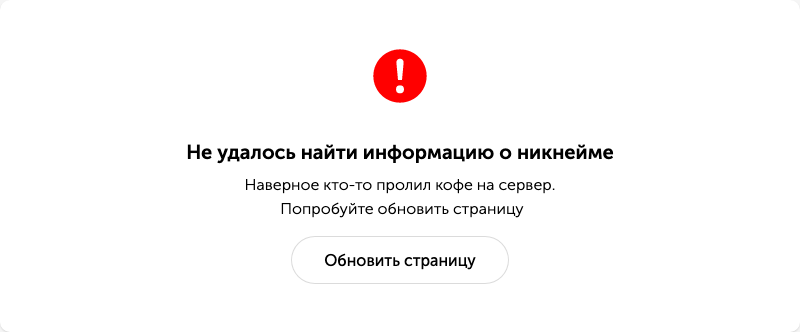 Не удалось найти информацию о никнейме
Наверное кто-то пролил кофе на сервер.
Попробуйте обновить страницу
Обновить страницу